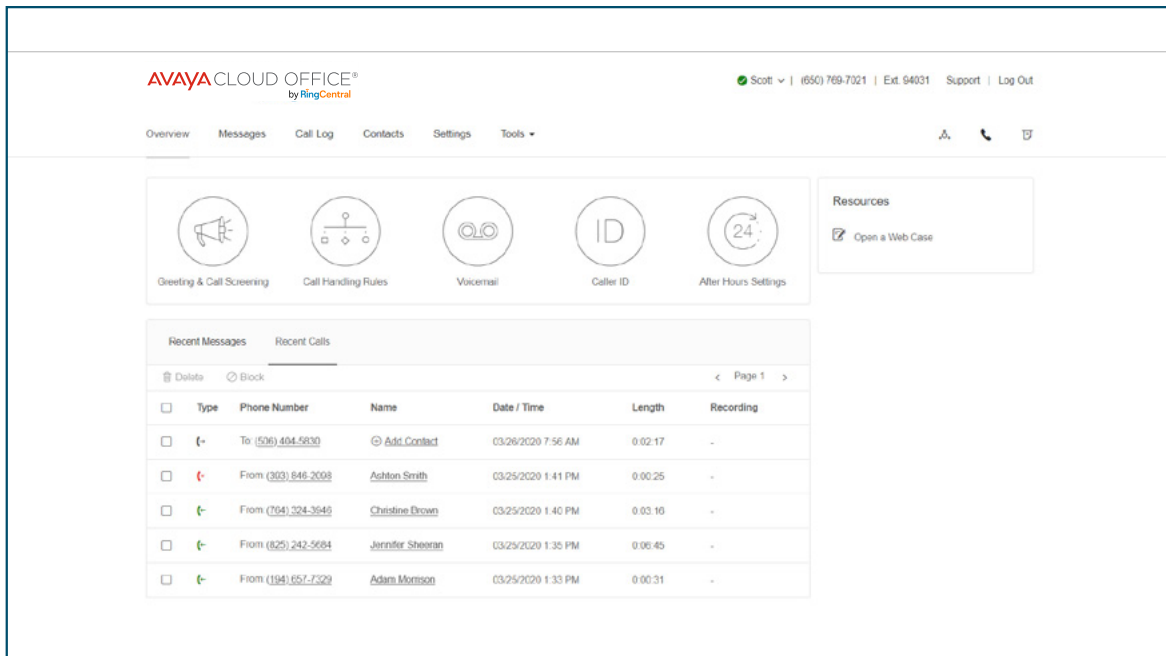 AVAYA CLOUD OFFICE®
by RingCentral
Scott | (650) 769-7021 | Ext. 94031 Support | Log Out
Overview Messages Call Log Contacts Settings Tools
ID 24
Greeting & Call Screening Call Handling Rules Voicemail Caller ID After Hours Settings
Resources
Open a Web Case
Recent Messages Recent Calls
Delete Block < Page 1 >
Type Phone Number Name Date / Time Length Recording
To: (506) 404-5830 Add Contact 03/26/2020 7:56 AM 0:02:17 -
From: (303) 846-2098 Ashton Smith 03/25/2020 1:41 PM 0:00:25 -
From: (764) 324-3946 Christine Brown 03/25/2020 1:40 PM 0:03:16 -
From: (825) 242-5684 Jennifer Sheeran 03/25/2020 1:35 PM 0:06:45 -
From: (194) 657-7329 Adam Morrison 03/25/2020 1:33 PM 0:00:31 -